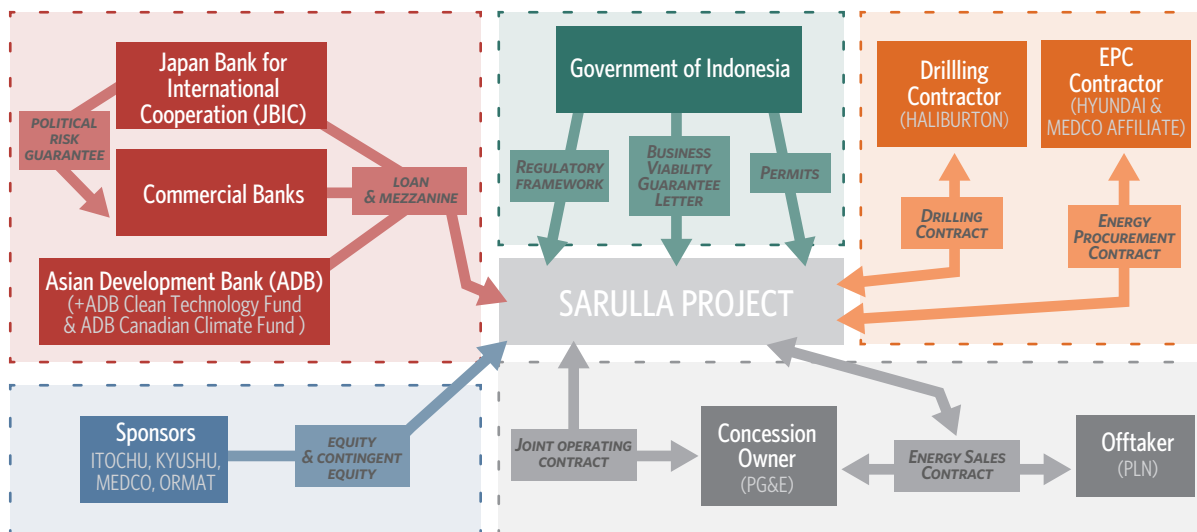 Japan Bank for
International
Cooperation (JBIC)
POLITICAL
RISK
GUARANTEE
Commercial Banks
LOAN
& MEZZANINE
Asian Development Bank (ADB)
(+ADB Clean Technology Fund
& ADB Canadian Climate Fund )
Government of Indonesia
REGULATORY
FRAMEWORK
BUSINESS
VIABILITY
GUARANTEE
LETTER
PERMITS
Drillling
Contractor
(HALIBURTON)
EPC
Contractor
(HYUNDAI &
MEDCO AFFILIATE)
DRILLING
CONTRACT
ENERGY
PROCUREMENT
CONTRACT
SARULLA PROJECT
Sponsors
ITOCHU, KYUSHU,
MEDCO, ORMAT
EQUITY
& CONTINGENT
EQUITY
JOINT OPERATING
CONTRACT
Concession
Owner
(PG&E)
ENERGY SALES
CONTRACT
Offtaker
(PLN)